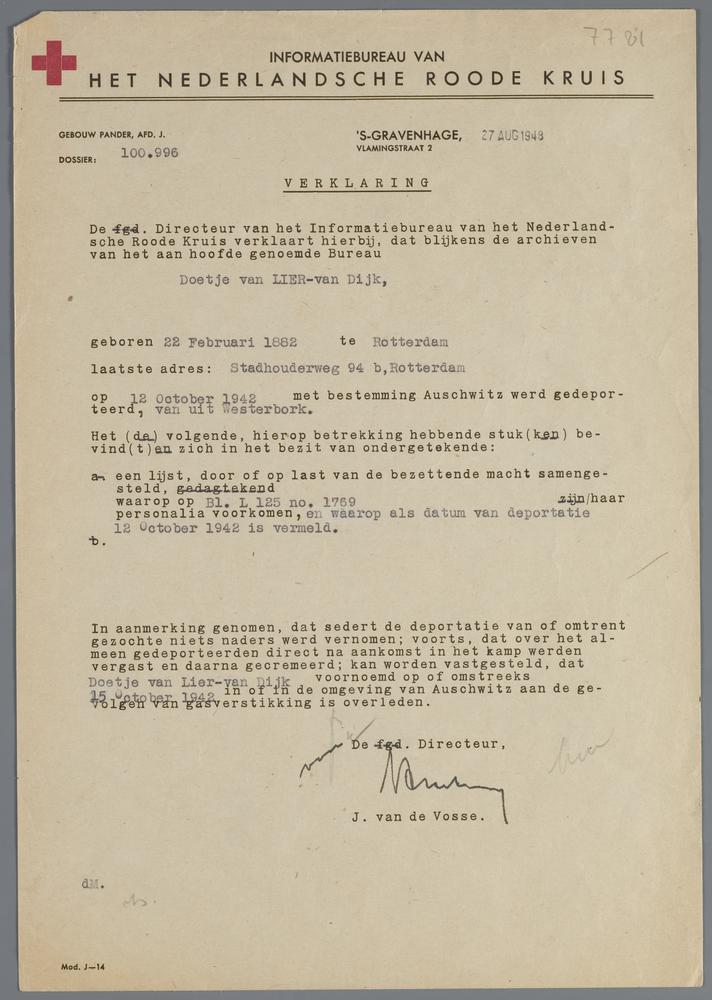 77 81
INFORMATIEBUREAU VAN
HET NEDERLANDSCHE ROODE KRUIS
GEBOUW PANDER, AFD. J.
DOSSIER: 100.996
'S-GRAVENHAGE, 27 AUG 1948
VLAMINGSTRAAT 2
VERKLARING
De fgd. Directeur van het Informatiebureau van het Nederland-
sche Roode Kruis verklaart hierbij, dat blijkens de archieven
van het aan hoofde genoemde Bureau
Doetje van LIER-van Dijk,
geboren 22 Februari 1882 te Rotterdam
laatste adres: Stadhouderweg 94 b,Rotterdam
op 12 October 1942 met bestemming Auschwitz werd gedepor-
teerd, van uit Westerbork.
Het (de) volgende, hierop betrekking hebbende stuk(ken) be-
vind(t)en zich in het bezit van ondergetekende:
a. een lijst, door of op last van de bezettende macht samenge-
steld, gedagtekend
waarop op Bl. L 125 no. 1769 zijn/haar
personalia voorkomen, en waarop als datum van deportatie
12 October 1942 is vermeld.
b.
In aanmerking genomen, dat sedert de deportatie van of omtrent
gezochte niets naders werd vernomen; voorts, dat over het al-
meen gedeporteerden direct na aankomst in het kamp werden
vergast en daarna gecremeerd; kan worden vastgesteld, dat
Doetje van Lier-van Dijk voornoemd op of omstreeks
15 October 1942 in of in de omgeving van Auschwitz aan de ge-
volgen van gasverstikking is overleden.
voor De fgd. Directeur,
J. van de Vosse.
dM.
Mod. J—14